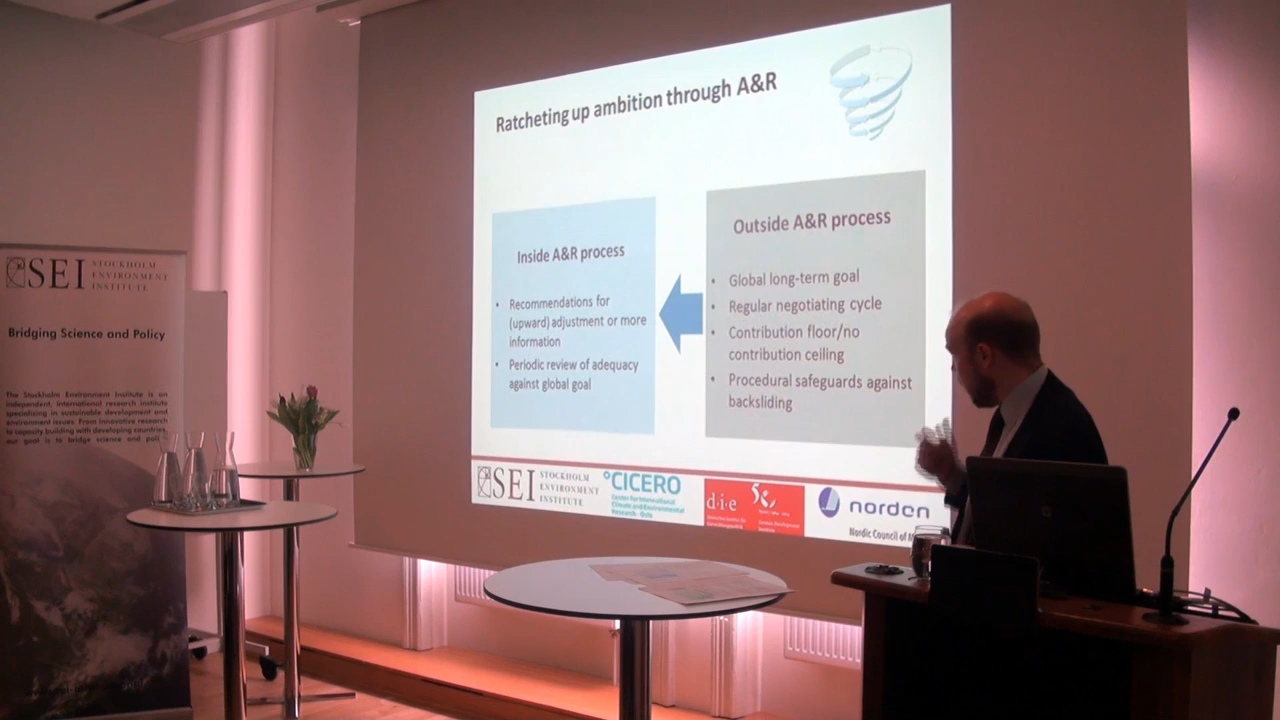 SEI STOCKHOLM
ENVIRONMENT
INSTITUTE
Bridging Science and Policy
The Stockholm Environment Institute is an
independent, international research institute
specialising in sustainable development and
environment issues. From innovative research
to capacity building with developing countries,
our goal is to bridge science and policy
Ratcheting up ambition through A&R
Inside A&R process
• Recommendations for
(upward) adjustment or more
information
• Periodic review of adequacy
against global goal
Outside A&R process
• Global long-term goal
• Regular negotiating cycle
• Contribution floor/no
contribution ceiling
• Procedural safeguards against
backsliding
SEI STOCKHOLM
ENVIRONMENT
INSTITUTE
°CICERO
Center for International
Climate and Environmental
Research - Oslo
d·i·e
norden
Nordic Council of M